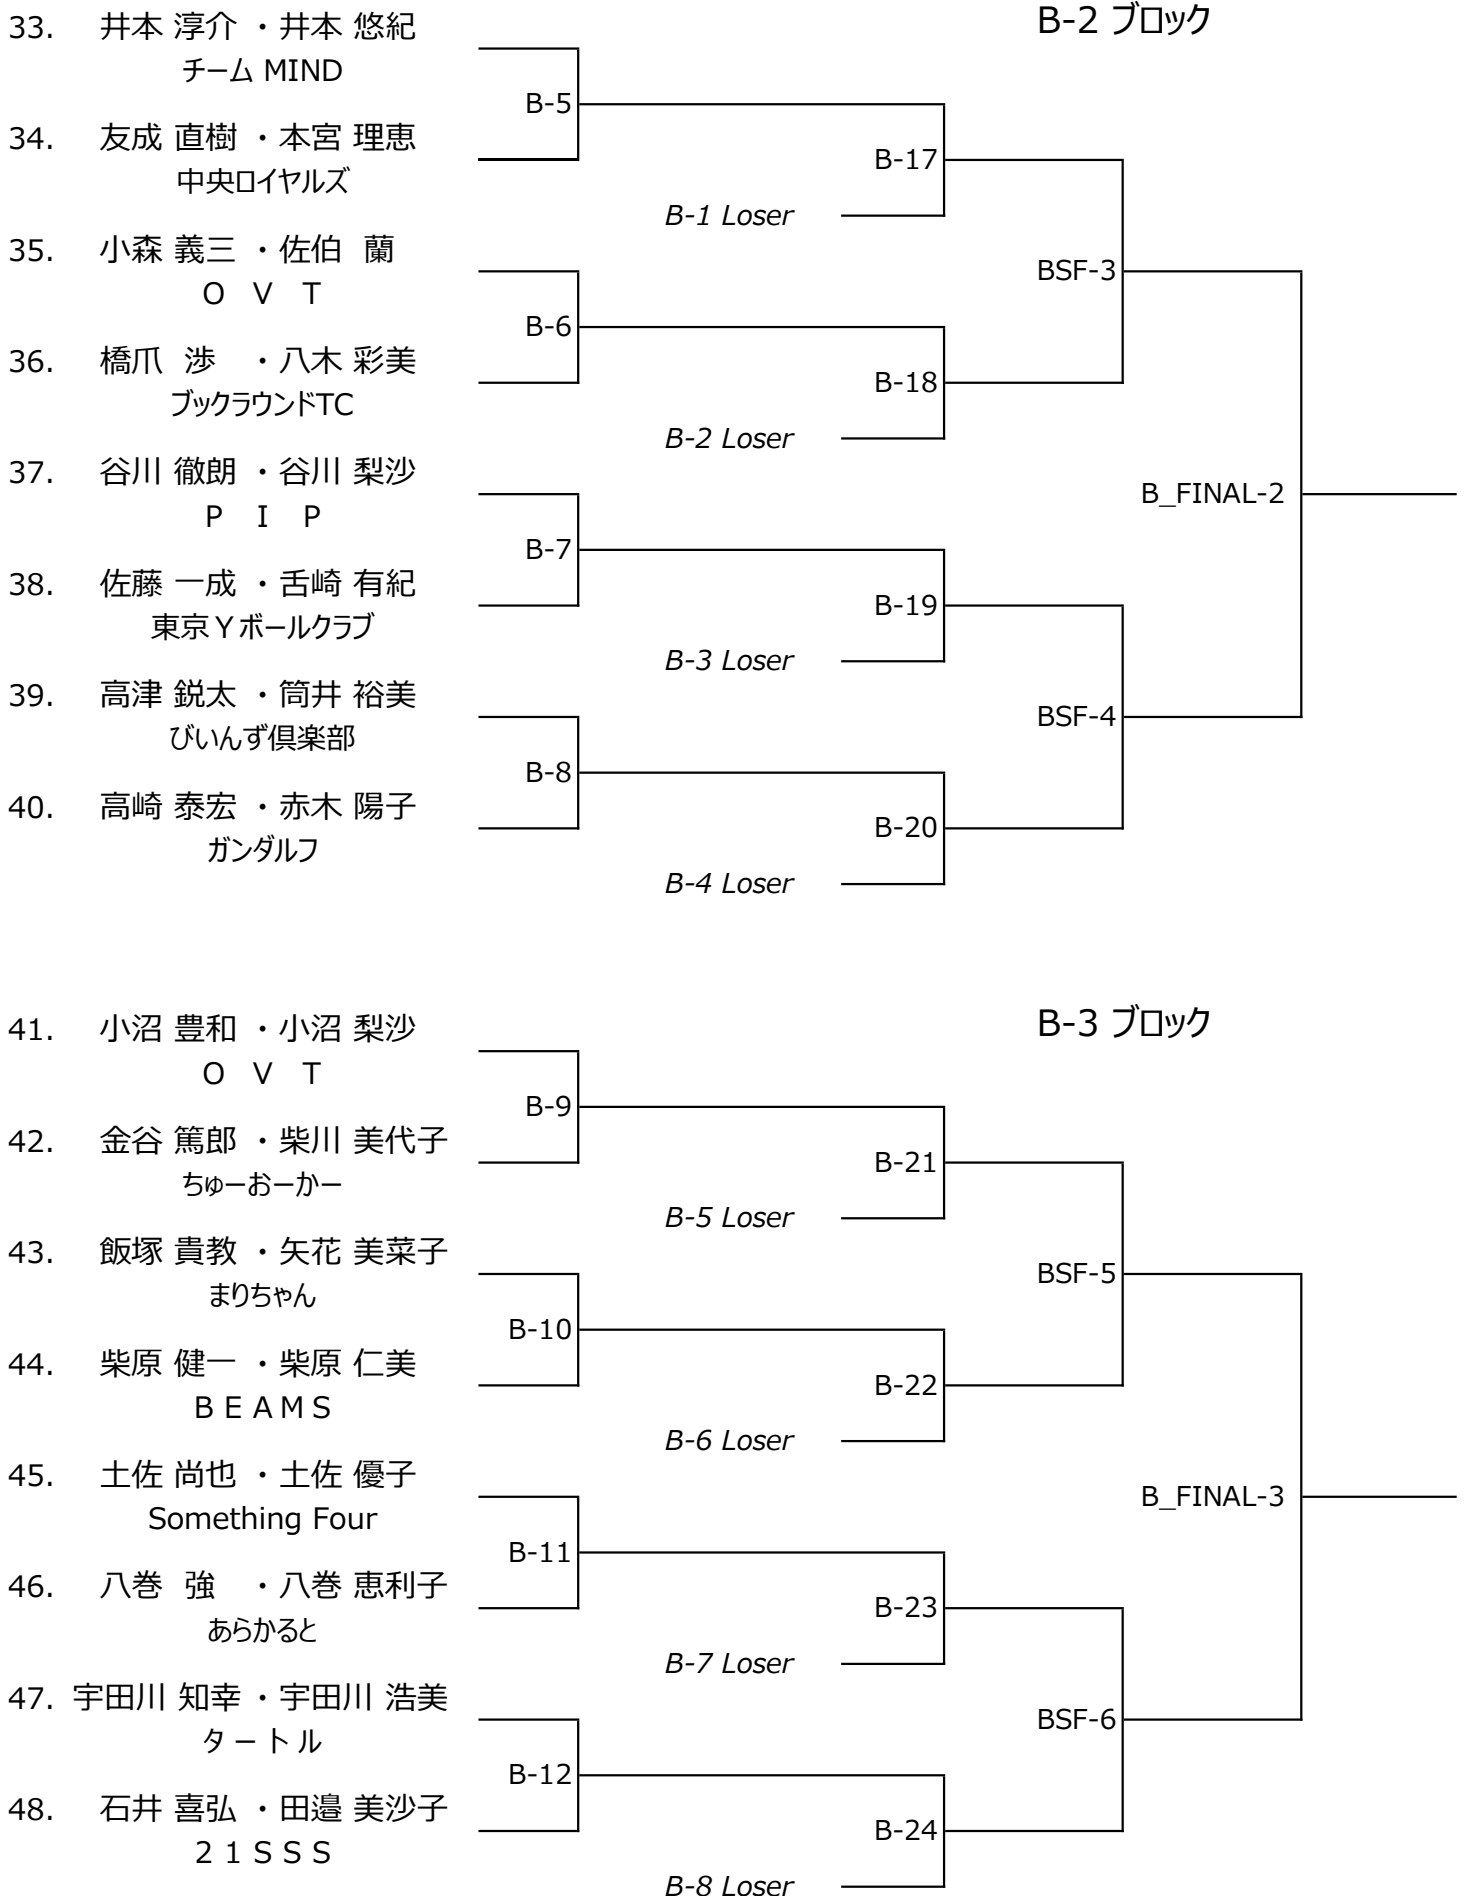 B-2 ブロック
33. 井本 淳介 ・井本 悠紀
チーム MIND
B-5
34. 友成 直樹 ・本宮 理恵
中央ロイヤルズ
B-17
B-1 Loser
35. 小森 義三 ・佐伯 蘭
O V T
BSF-3
B-6
36. 橋爪 渉 ・八木 彩美
ブックラウンドTC
B-18
B-2 Loser
37. 谷川 徹朗 ・谷川 梨沙
P I P
B_FINAL-2
B-7
38. 佐藤 一成 ・舌崎 有紀
東京Yボールクラブ
B-19
B-3 Loser
39. 高津 鋭太 ・筒井 裕美
びいんず倶楽部
BSF-4
B-8
40. 高崎 泰宏 ・赤木 陽子
ガンダルフ
B-20
B-4 Loser
B-3 ブロック
41. 小沼 豊和 ・小沼 梨沙
O V T
B-9
42. 金谷 篤郎 ・柴川 美代子
ちゅーおーかー
B-21
B-5 Loser
43. 飯塚 貴教 ・矢花 美菜子
まりちゃん
BSF-5
B-10
44. 柴原 健一 ・柴原 仁美
B E A M S
B-22
B-6 Loser
45. 土佐 尚也 ・土佐 優子
Something Four
B_FINAL-3
B-11
46. 八巻 強 ・八巻 恵利子
あらかると
B-23
B-7 Loser
47. 宇田川 知幸 ・宇田川 浩美
タートル
BSF-6
B-12
48. 石井 喜弘 ・田邉 美沙子
2 1 S S S
B-24
B-8 Loser